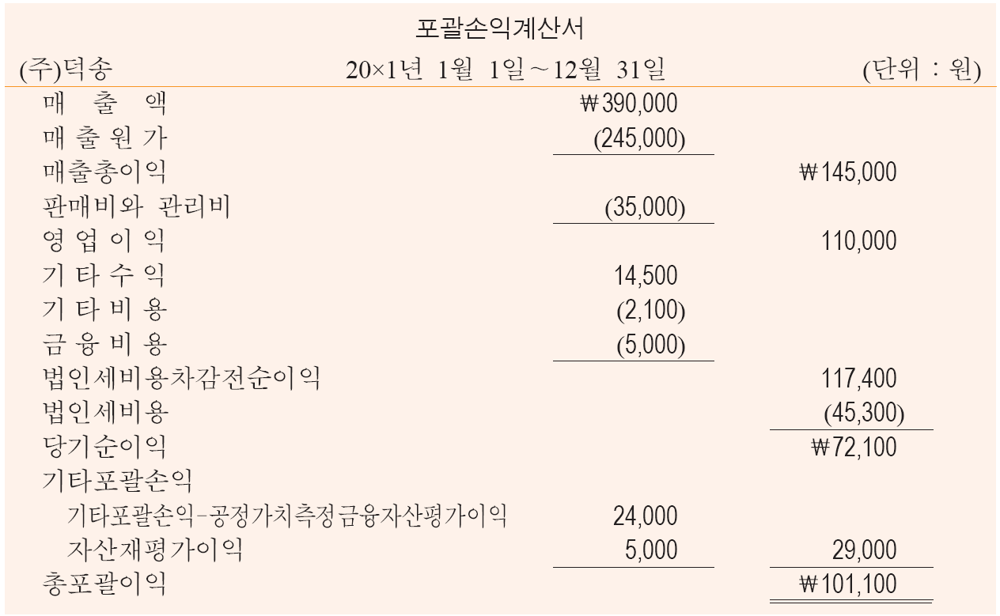 포괄손익계산서
(주)덕송 20×1년 1월 1일~12월 31일 (단위 : 원)
매 출 액 ₩390,000
매 출 원 가 (245,000)
매출총이익 ₩145,000
판매비와 관리비 (35,000)
영 업 이 익 110,000
기 타 수 익 14,500
기 타 비 용 (2,100)
금 융 비 용 (5,000)
법인세비용차감전순이익 117,400
법인세비용 (45,300)
당기순이익 ₩72,100
기타포괄손익
기타포괄손익-공정가치측정금융자산평가이익 24,000
자산재평가이익 5,000 29,000
총포괄이익 ₩101,100